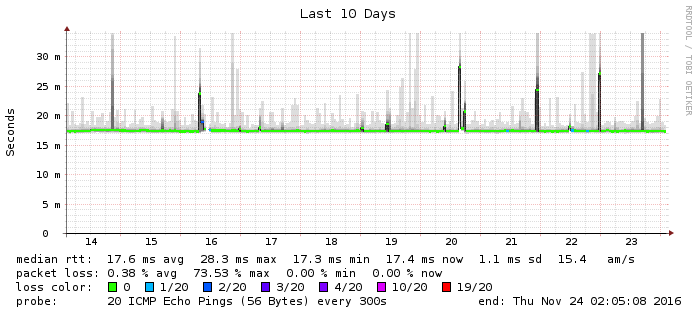 Last 10 Days
RRDTOOL / TOBI OETIKER
Seconds
30 m
25 m
20 m
15 m
10 m
5 m
0
14 15 16 17 18 19 20 21 22 23
median rtt: 17.6 ms avg 28.3 ms max 17.3 ms min 17.4 ms now 1.1 ms sd 15.4 am/s
packet loss: 0.38 % avg 73.53 % max 0.00 % min 0.00 % now
loss color: 0 1/20 2/20 3/20 4/20 10/20 19/20
probe: 20 ICMP Echo Pings (56 Bytes) every 300s end: Thu Nov 24 02:05:08 2016